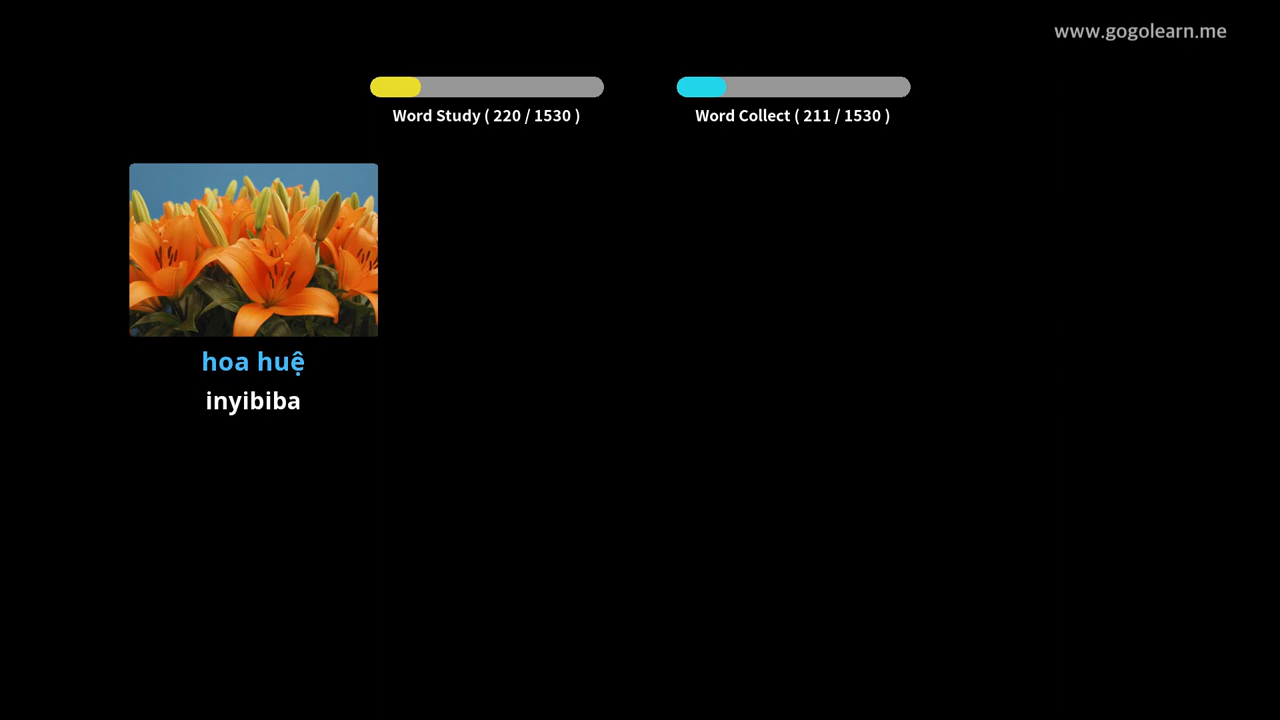 www.gogolearn.me
Word Study ( 220 / 1530 )
Word Collect ( 211 / 1530 )
hoa huệ
inyibiba